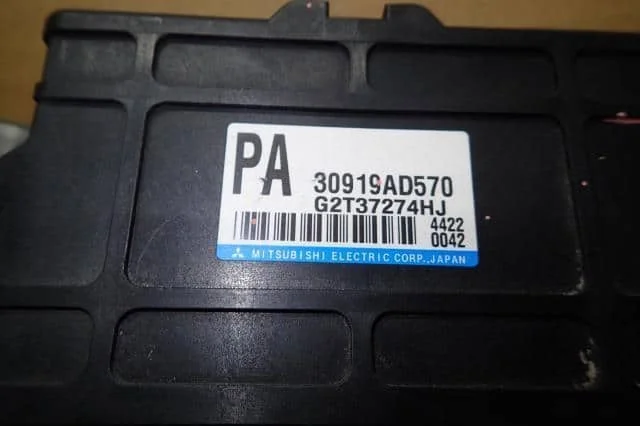 PA 30919AD570
G2T37274HJ
4422
0042
MITSUBISHI ELECTRIC CORP., JAPAN